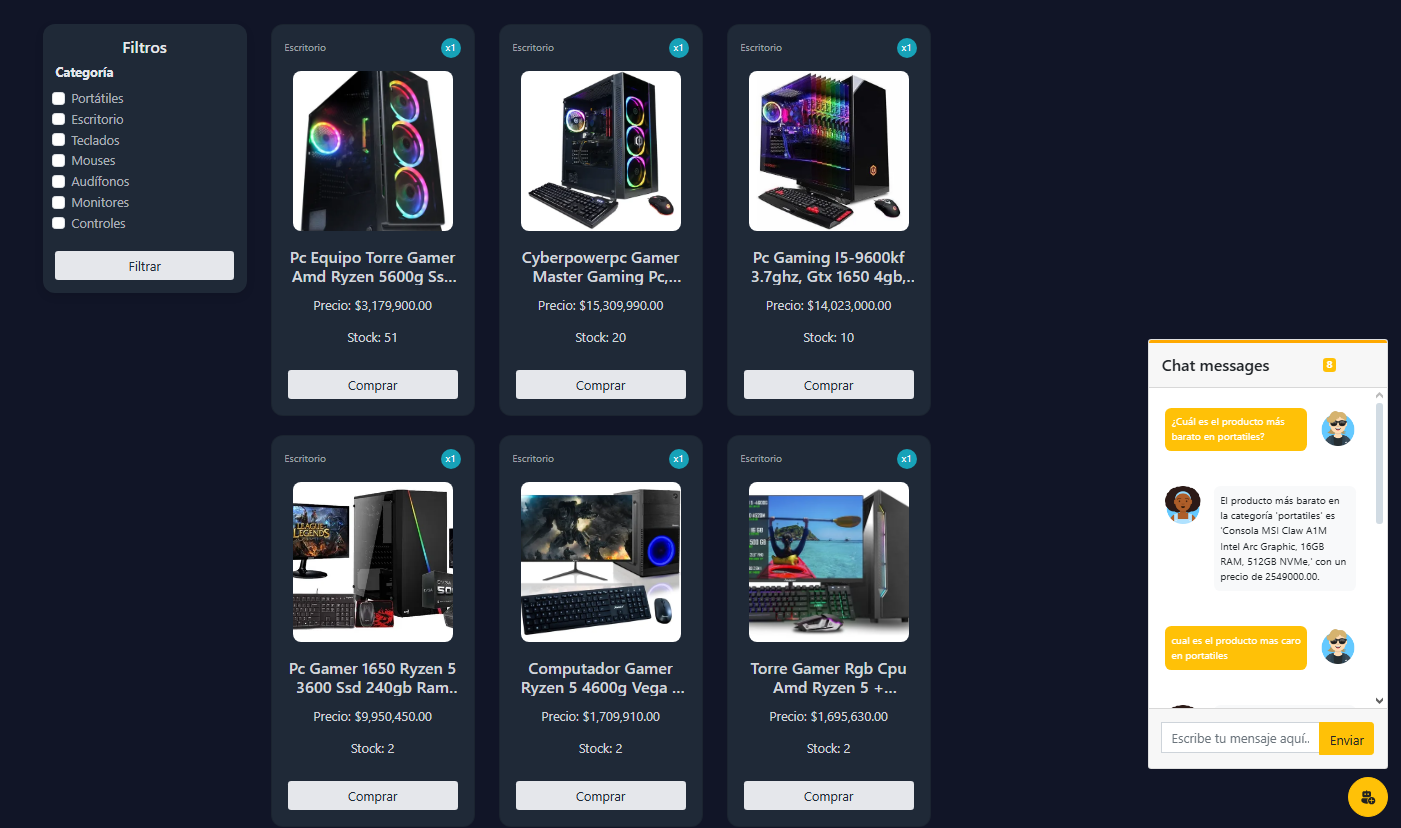 Filtros
Categoría
Portátiles
Escritorio
Teclados
Mouses
Audífonos
Monitores
Controles
Filtrar
Escritorio
x1
Pc Equipo Torre Gamer
Amd Ryzen 5600g Ss...
Precio: $3,179,900.00
Stock: 51
Comprar
Escritorio
x1
Cyberpowerpc Gamer
Master Gaming Pc,...
Precio: $15,309,990.00
Stock: 20
Comprar
Escritorio
x1
Pc Gaming I5-9600kf
3.7ghz, Gtx 1650 4gb,..
Precio: $14,023,000.00
Stock: 10
Comprar
Escritorio
x1
LEAGUE
LEGENDS
Pc Gamer 1650 Ryzen 5
3600 Ssd 240gb Ram..
Precio: $9,950,450.00
Stock: 2
Comprar
Escritorio
x1
Computador Gamer
Ryzen 5 4600g Vega ...
Precio: $1,709,910.00
Stock: 2
Comprar
Escritorio
x1
Torre Gamer Rgb Cpu
Amd Ryzen 5 +...
Precio: $1,695,630.00
Stock: 2
Comprar
Chat messages
8
¿Cuál es el producto más
barato en portatiles?
El producto más barato en
la categoría 'portatiles' es
'Consola MSI Claw A1M
Intel Arc Graphic, 16GB
RAM, 512GB NVMe,' con un
precio de 2549000.00.
cual es el producto mas caro
en portatiles
Escribe tu mensaje aquí..
Enviar